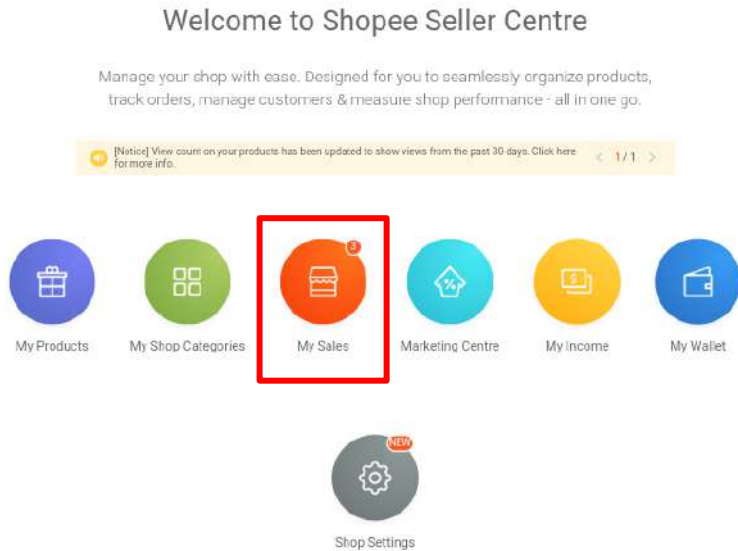 Welcome to Shopee Seller Centre
Manage your shop with ease. Designed for you to seamlessly organize products,
track orders, manage customers & measure shop performance - all in one go.
[Notice] View count on your products has been updated to show views from the past 30 days. Click here
for more info.
< 1 / 1 >
3
$
%
My Products
My Shop Categories
My Sales
Marketing Centre
My Income
My Wallet
NEW
Shop Settings